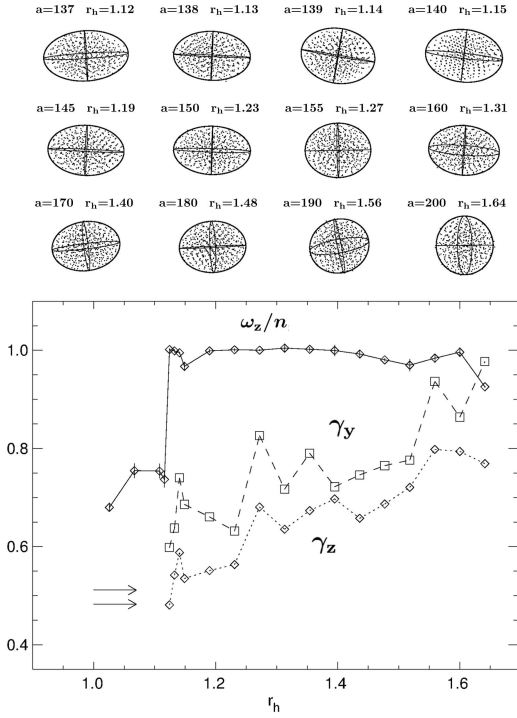 a=137 r_h=1.12 a=138 r_h=1.13 a=139 r_h=1.14 a=140 r_h=1.15
a=145 r_h=1.19 a=150 r_h=1.23 a=155 r_h=1.27 a=160 r_h=1.31
a=170 r_h=1.40 a=180 r_h=1.48 a=190 r_h=1.56 a=200 r_h=1.64
ω_z/n
1.0
γ_y
0.8
γ_z
0.6
0.4
1.0 1.2 1.4 1.6
r_h